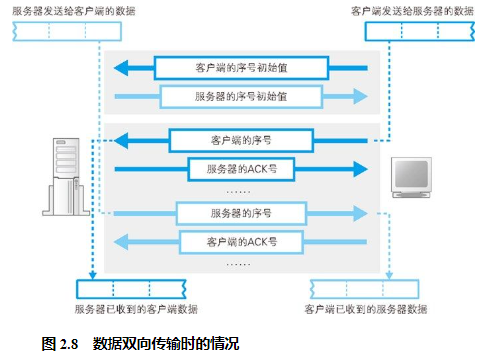 服务器发送给客户端的数据
客户端发送给服务器的数据
客户端的序号初始值
服务器的序号初始值
客户端的序号
服务器的ACK号
……
服务器的序号
客户端的ACK号
……
服务器已收到的客户端数据
客户端已收到的服务器数据
图 2.8 数据双向传输时的情况